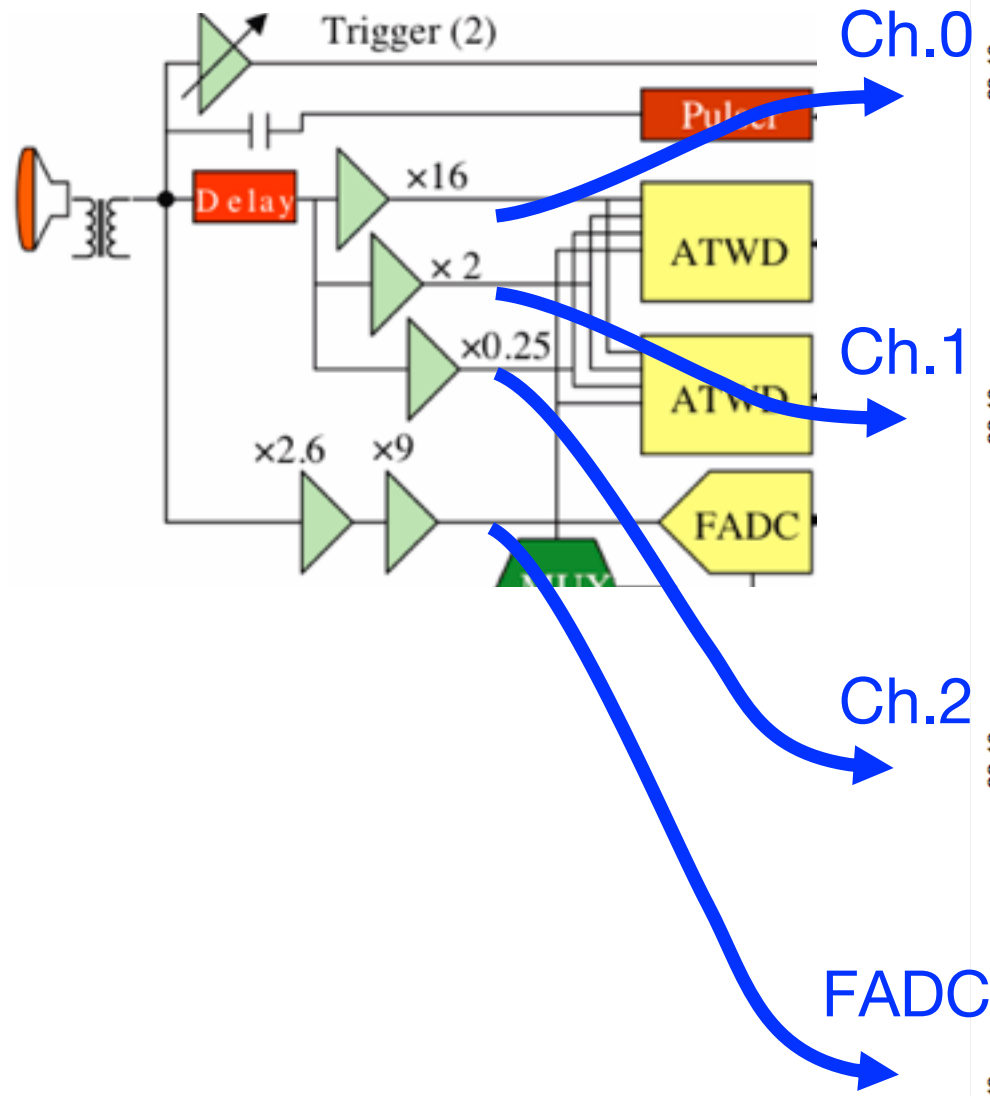 Trigger (2)
Ch.0
Pulser
×16
Delay
ATWD
× 2
×0.25
Ch.1
ATWD
×2.6
×9
FADC
MUX
Ch.2
FADC